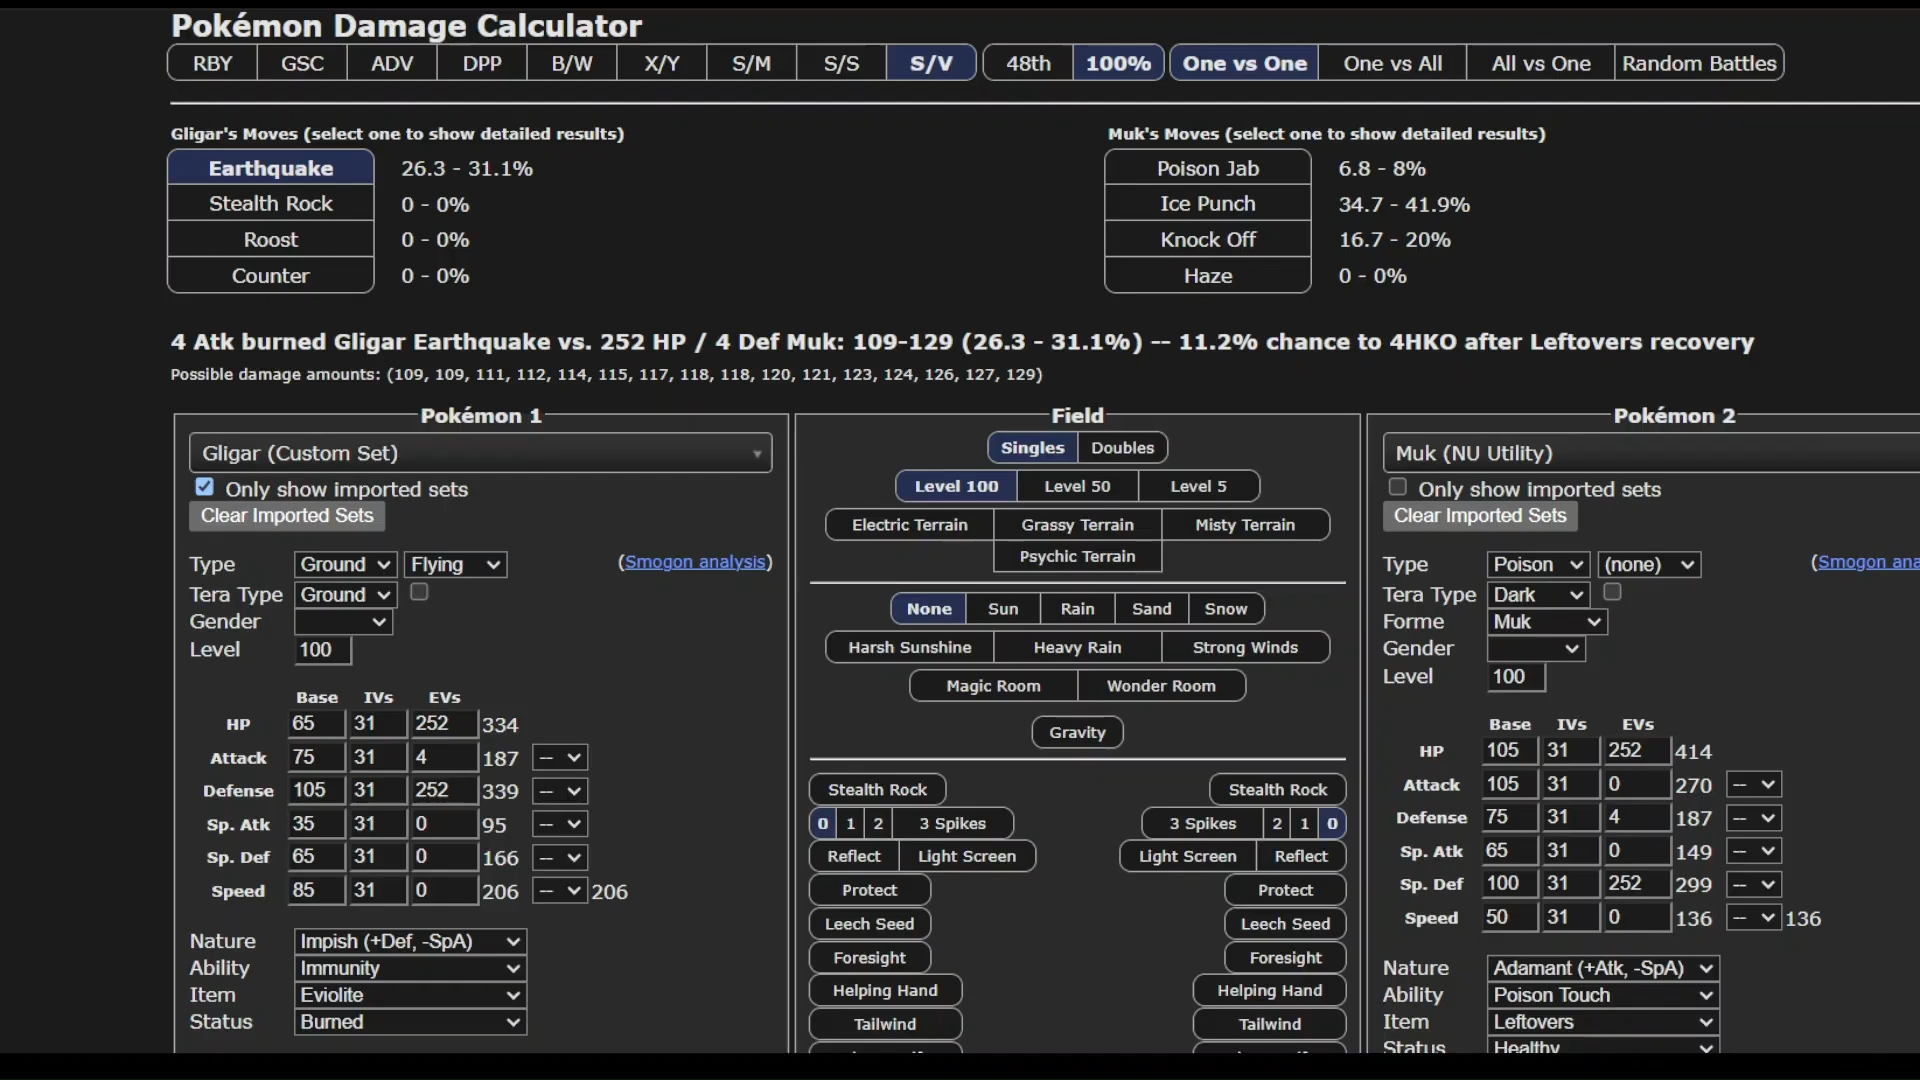 Pokémon Damage Calculator
RBY GSC ADV DPP B/W X/Y S/M S/S S/V 48th 100% One vs One One vs All All vs One Random Battles
Gligar's Moves (select one to show detailed results)
Earthquake 26.3 - 31.1%
Stealth Rock 0 - 0%
Roost 0 - 0%
Counter 0 - 0%
Muk's Moves (select one to show detailed results)
Poison Jab 6.8 - 8%
Ice Punch 34.7 - 41.9%
Knock Off 16.7 - 20%
Haze 0 - 0%
4 Atk burned Gligar Earthquake vs. 252 HP / 4 Def Muk: 109-129 (26.3 - 31.1%) -- 11.2% chance to 4HKO after Leftovers recovery
Possible damage amounts: (109, 109, 111, 112, 114, 115, 117, 118, 118, 120, 121, 123, 124, 126, 127, 129)
Pokémon 1
Gligar (Custom Set)
Only show imported sets
Clear Imported Sets
Type Ground Flying (Smogon analysis)
Tera Type Ground
Gender
Level 100
Base IVs EVs
HP 65 31 252 334
Attack 75 31 4 187 --
Defense 105 31 252 339 --
Sp. Atk 35 31 0 95 --
Sp. Def 65 31 0 166 --
Speed 85 31 0 206 -- 206
Nature Impish (+Def, -SpA)
Ability Immunity
Item Eviolite
Status Burned
Field
Singles Doubles
Level 100 Level 50 Level 5
Electric Terrain Grassy Terrain Misty Terrain
Psychic Terrain
None Sun Rain Sand Snow
Harsh Sunshine Heavy Rain Strong Winds
Magic Room Wonder Room
Gravity
Stealth Rock Stealth Rock
0 1 2 3 Spikes 3 Spikes 2 1 0
Reflect Light Screen Light Screen Reflect
Protect Protect
Leech Seed Leech Seed
Foresight Foresight
Helping Hand Helping Hand
Tailwind Tailwind
Pokémon 2
Muk (NU Utility)
Only show imported sets
Clear Imported Sets
Type Poison (none) (Smogon ana
Tera Type Dark
Forme Muk
Gender
Level 100
Base IVs EVs
HP 105 31 252 414
Attack 105 31 0 270 --
Defense 75 31 4 187 --
Sp. Atk 65 31 0 149 --
Sp. Def 100 31 252 299 --
Speed 50 31 0 136 -- 136
Nature Adamant (+Atk, -SpA)
Ability Poison Touch
Item Leftovers
Status Healthy